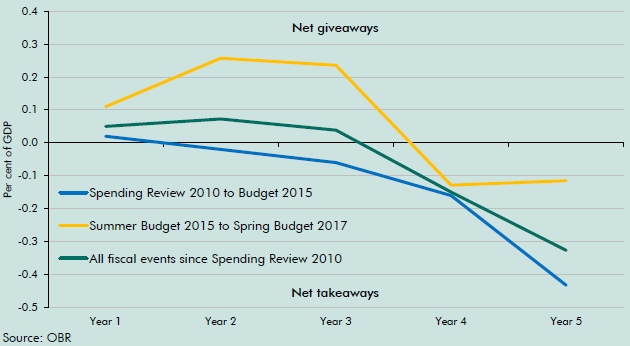 0.4
0.3
0.2
0.1
0.0
-0.1
-0.2
-0.3
-0.4
-0.5
Per cent of GDP
Net giveaways
Spending Review 2010 to Budget 2015
Summer Budget 2015 to Spring Budget 2017
All fiscal events since Spending Review 2010
Net takeaways
Year 1 Year 2 Year 3 Year 4 Year 5
Source: OBR